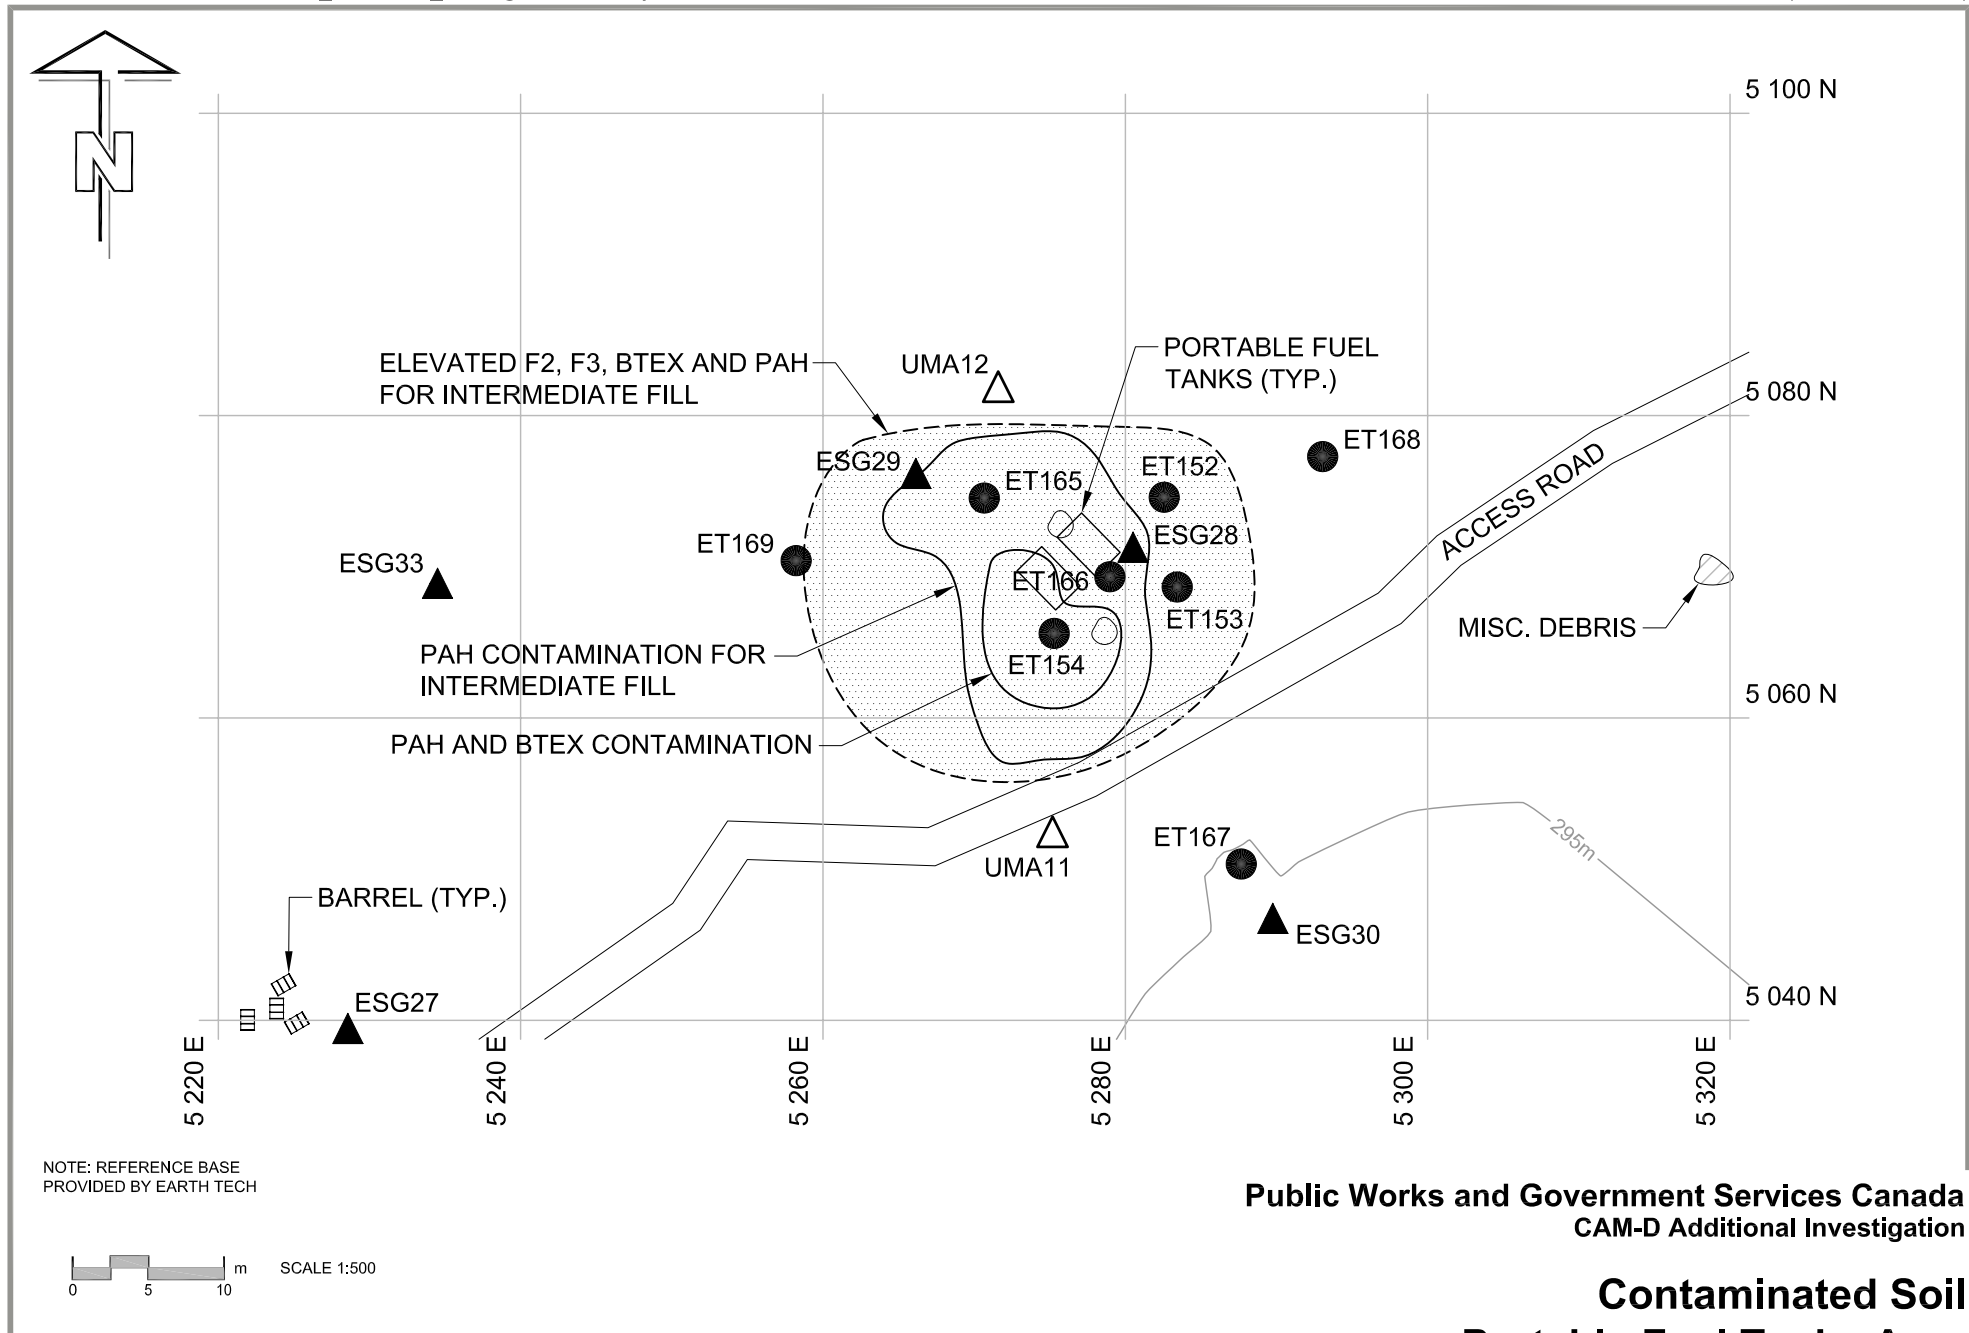 N
5 100 N
ELEVATED F2, F3, BTEX AND PAH
FOR INTERMEDIATE FILL
UMA12
PORTABLE FUEL
TANKS (TYP.)
5 080 N
ET168
ESG29
ET165
ET152
ACCESS ROAD
ET169
ESG28
ESG33
ET166
ET153
MISC. DEBRIS
PAH CONTAMINATION FOR
INTERMEDIATE FILL
ET154
5 060 N
PAH AND BTEX CONTAMINATION
ET167
295m
UMA11
BARREL (TYP.)
ESG30
ESG27
5 040 N
5 220 E
5 240 E
5 260 E
5 280 E
5 300 E
5 320 E
NOTE: REFERENCE BASE
PROVIDED BY EARTH TECH
Public Works and Government Services Canada
CAM-D Additional Investigation
m
SCALE 1:500
0 5 10
Contaminated Soil